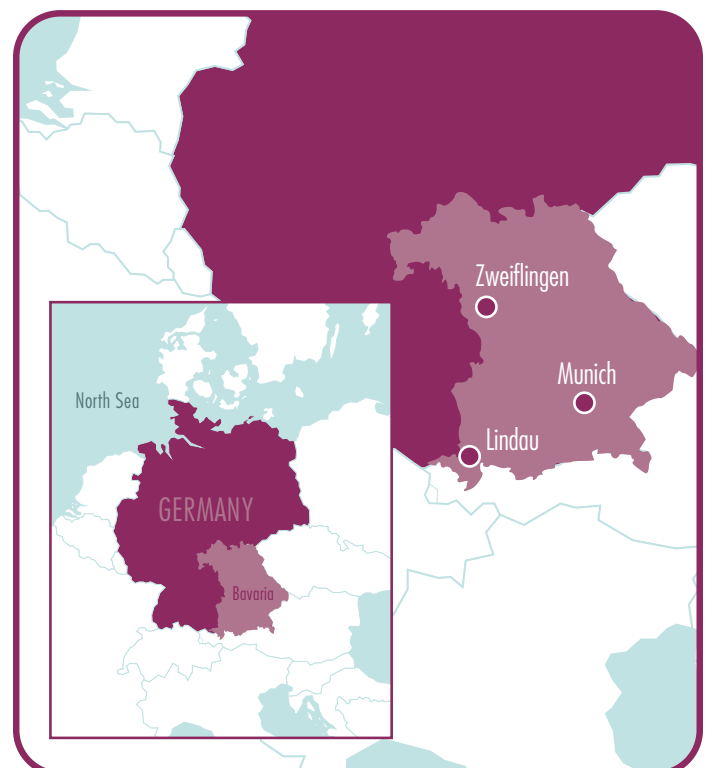 Zweiflingen
Munich
Lindau
North Sea
GERMANY
Bavaria